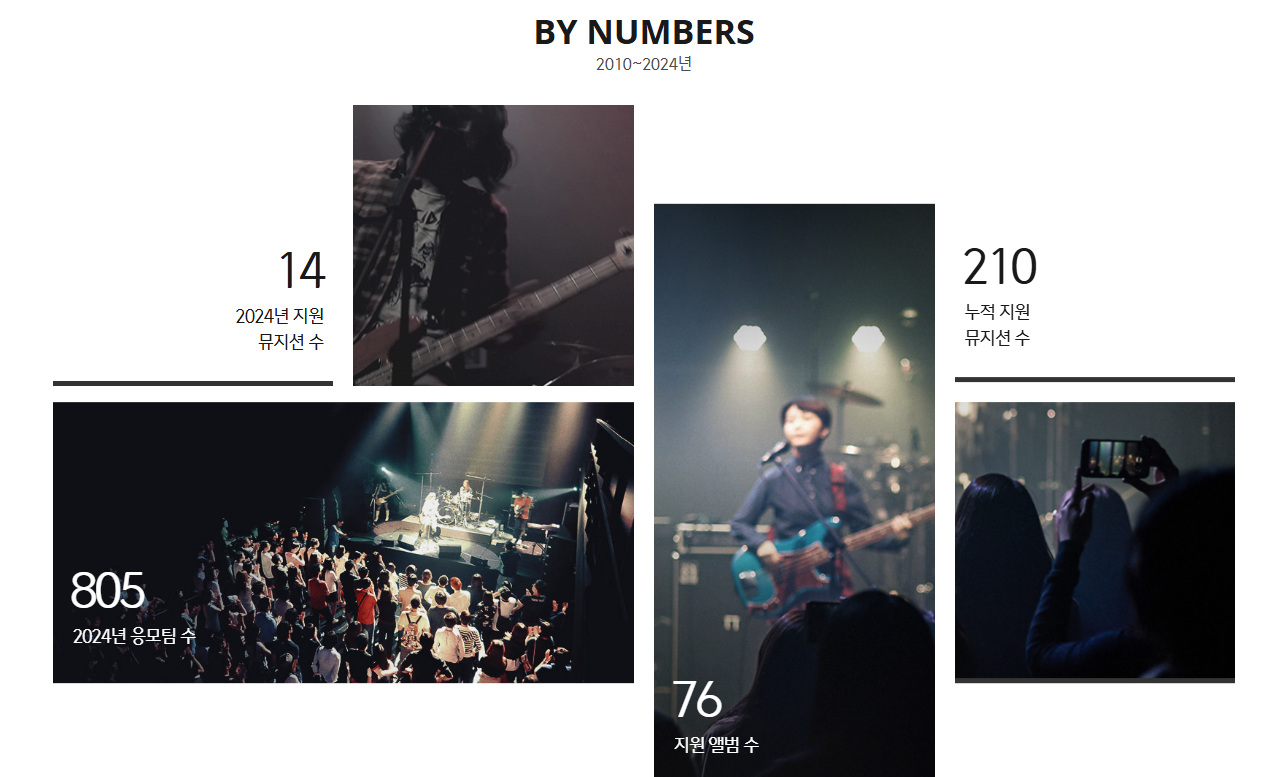 BY NUMBERS
2010~2024년
14
2024년 지원
뮤지션 수
210
누적 지원
뮤지션 수
805
2024년 응모팀 수
76
지원 앨범 수